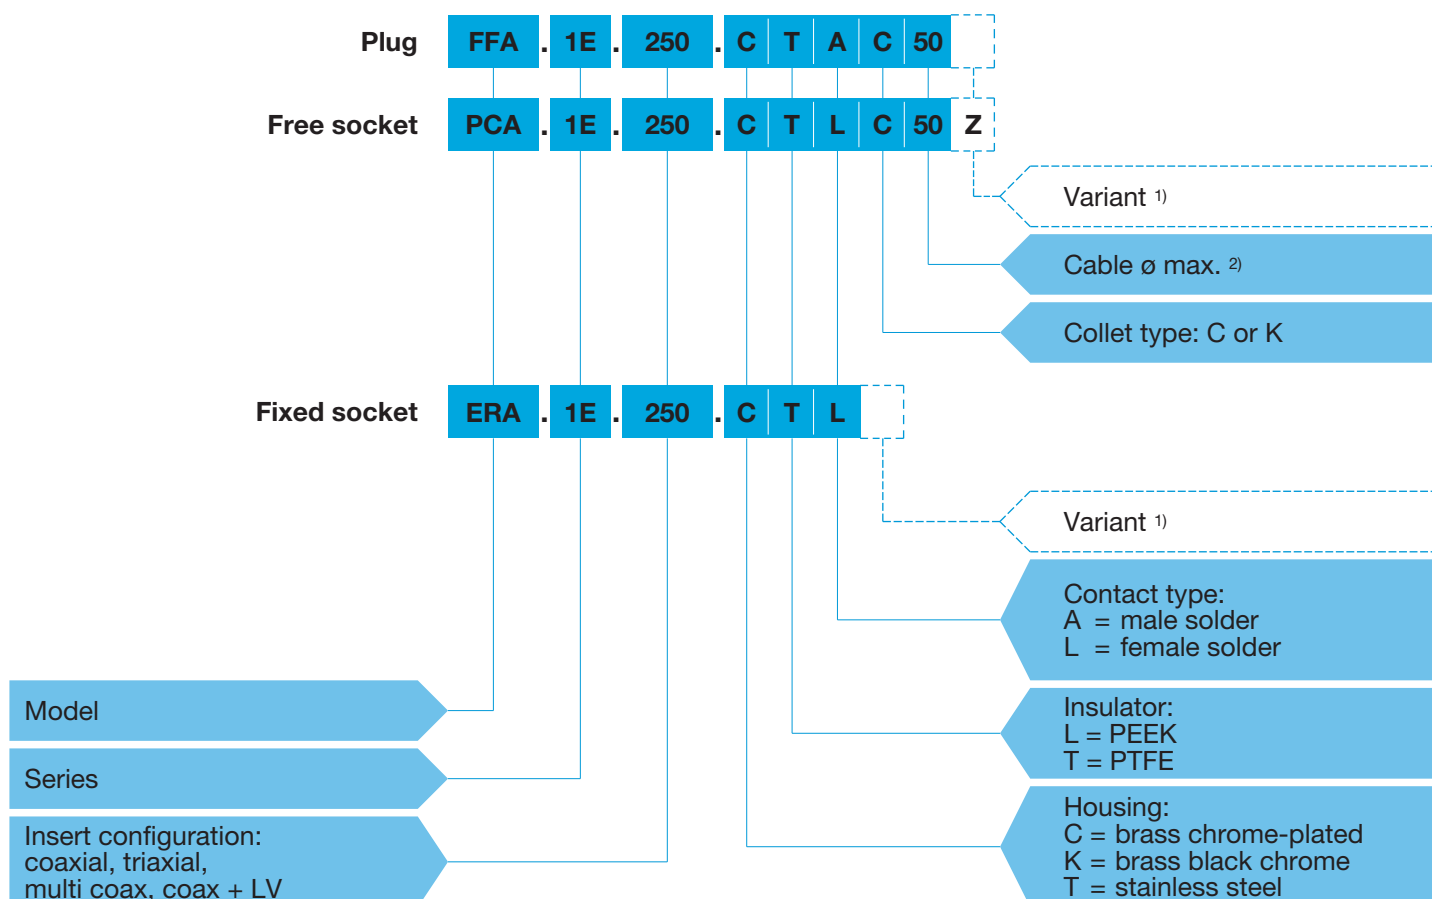 Plug FFA . 1E . 250 . C T A C 50
Free socket PCA . 1E . 250 . C T L C 50 Z
Variant 1)
Cable ø max. 2)
Collet type: C or K
Fixed socket ERA . 1E . 250 . C T L
Variant 1)
Contact type:
A = male solder
L = female solder
Model
Insulator:
L = PEEK
T = PTFE
Series
Housing:
C = brass chrome-plated
K = brass black chrome
T = stainless steel
Insert configuration:
coaxial, triaxial,
multi coax, coax + LV